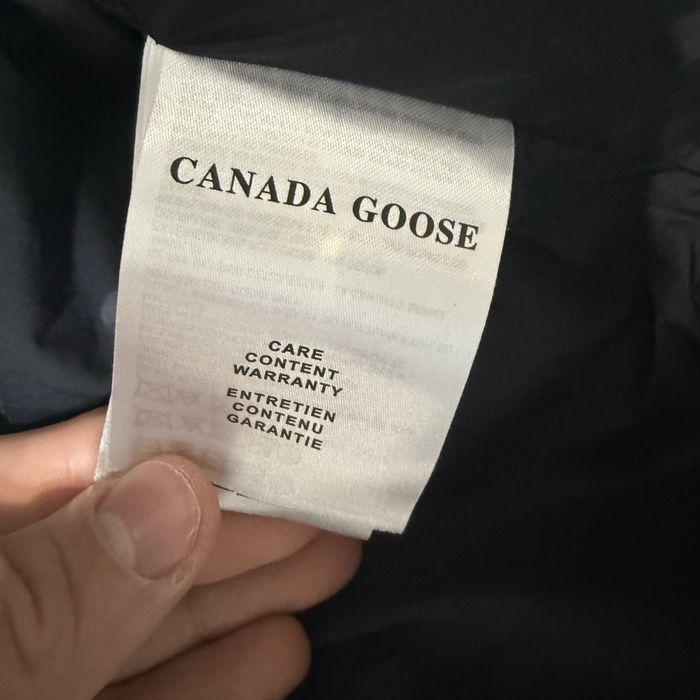 CANADA GOOSE
CARE
CONTENT
WARRANTY
ENTRETIEN
CONTENU
GARANTIE